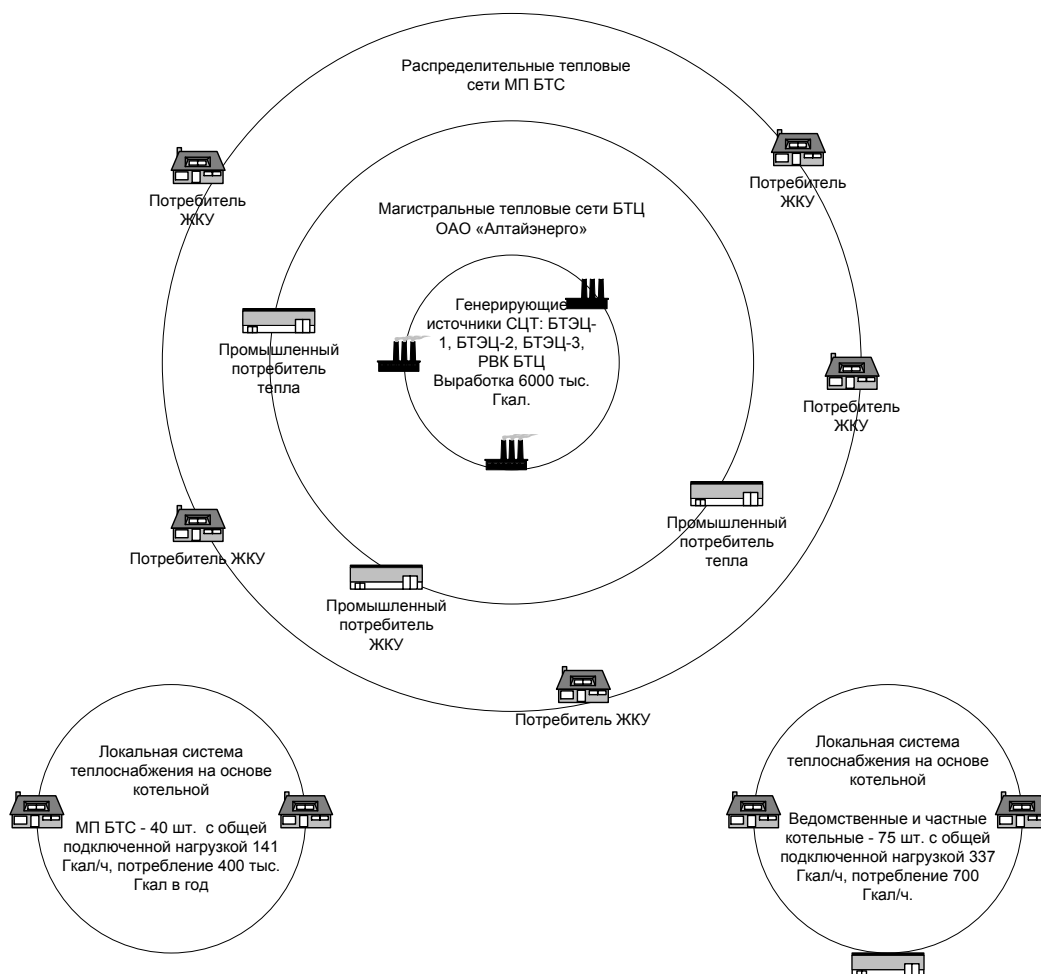 Распределительные тепловые
сети МП БТС
Потребитель
ЖКУ
Потребитель
ЖКУ
Магистральные тепловые сети БТЦ
ОАО «Алтайэнерго»
Генерирующие
источники СЦТ: БТЭЦ-
1, БТЭЦ-2, БТЭЦ-3,
РВК БТЦ
Выработка 6000 тыс.
Гкал.
Промышленный
потребитель
тепла
Потребитель
ЖКУ
Промышленный
потребитель
тепла
Потребитель ЖКУ
Промышленный
потребитель
ЖКУ
Потребитель ЖКУ
Локальная система
теплоснабжения на основе
котельной
МП БТС - 40 шт. с общей
подключенной нагрузкой 141
Гкал/ч, потребление 400 тыс.
Гкал в год
Локальная система
теплоснабжения на основе
котельной
Ведомственные и частные
котельные - 75 шт. с общей
подключенной нагрузкой 337
Гкал/ч, потребление 700
Гкал/ч.